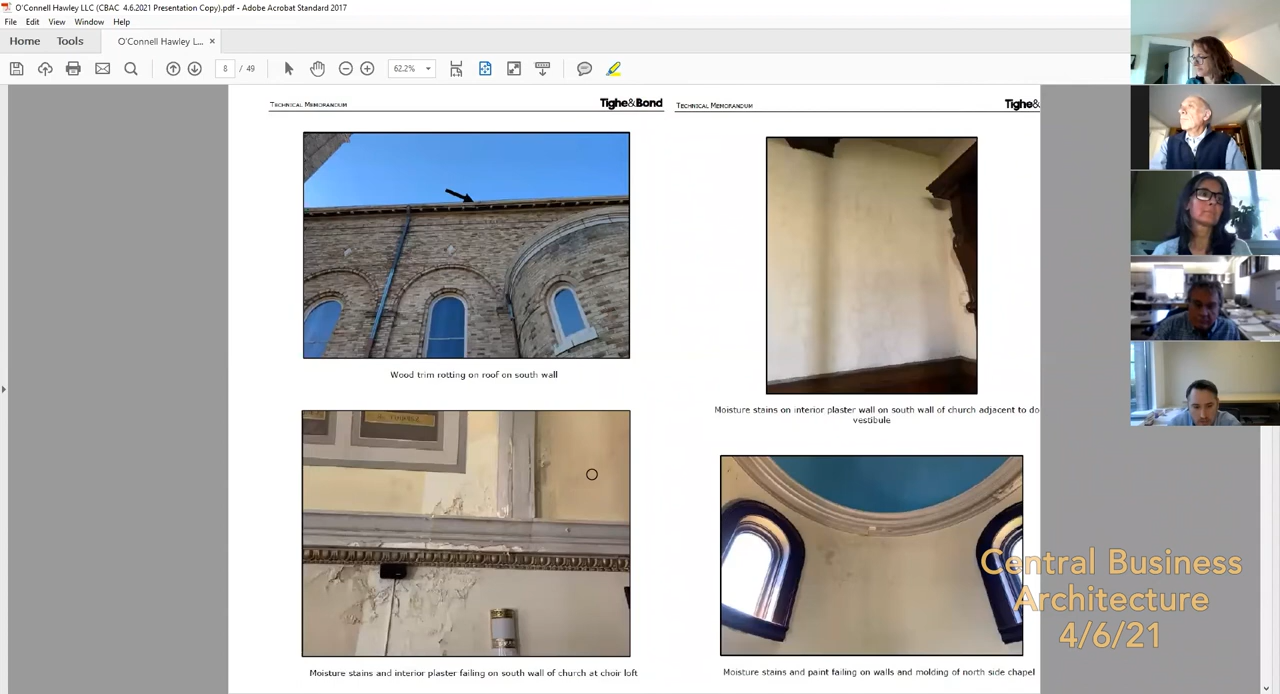 O'Connell Hawley LLC (CBAC 4.6.2021 Presentation Copy).pdf - Adobe Acrobat Standard 2017
File Edit View Window Help
Home Tools O'Connell Hawley L... ×
8 / 49 62.2%
TECHNICAL MEMORANDUM Tighe&Bond
TECHNICAL MEMORANDUM Tighe&
Wood trim rotting on roof on south wall
Moisture stains on interior plaster wall on south wall of church adjacent to do
vestibule
Moisture stains and interior plaster failing on south wall of church at choir loft
Moisture stains and paint failing on walls and molding of north side chapel
Central Business
Architecture
4/6/21